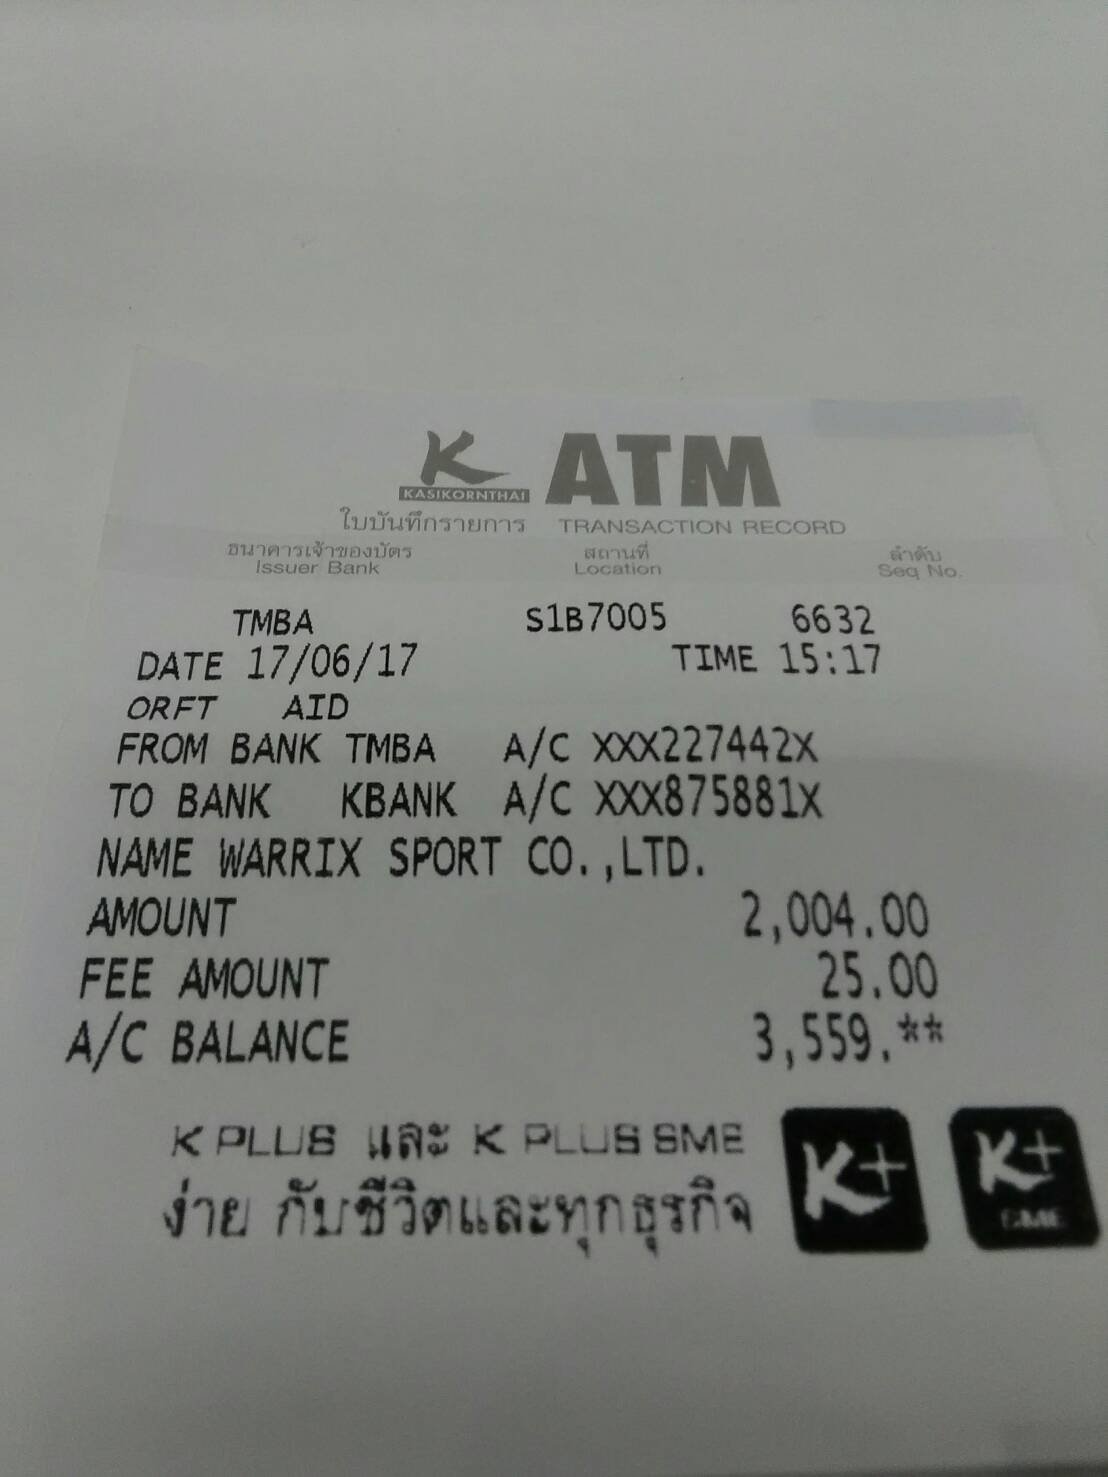 K ATM
KASIKORNTHAI
ใบบันทึกรายการ TRANSACTION RECORD
ธนาคารเจ้าของบัตร สถานที่ ลำดับ
Issuer Bank Location Seq No.
TMBA S1B7005 6632
DATE 17/06/17 TIME 15:17
ORFT AID
FROM BANK TMBA A/C XXX227442X
TO BANK KBANK A/C XXX875881X
NAME WARRIX SPORT CO.,LTD.
AMOUNT 2,004.00
FEE AMOUNT 25.00
A/C BALANCE 3,559.**
K PLUS และ K PLUS SME K+ K+
ง่าย กับชีวิตและทุกธุรกิจ SME